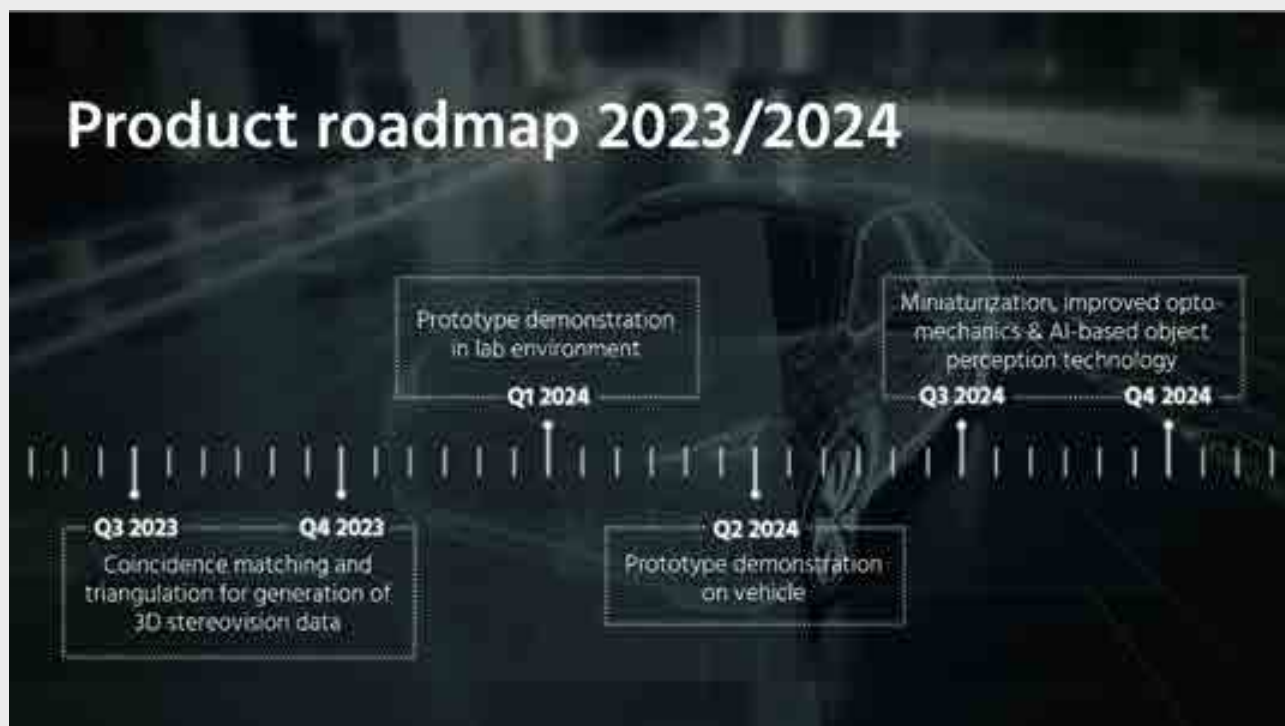 Product roadmap 2023/2024
Q3 2023
Q4 2023
Coincidence matching and
triangulation for generation of
3D stereovision data
Prototype demonstration
in lab environment
Q1 2024
Q2 2024
Prototype demonstration
on vehicle
Miniaturization, improved opto-
mechanics & AI-based object
perception technology
Q3 2024
Q4 2024